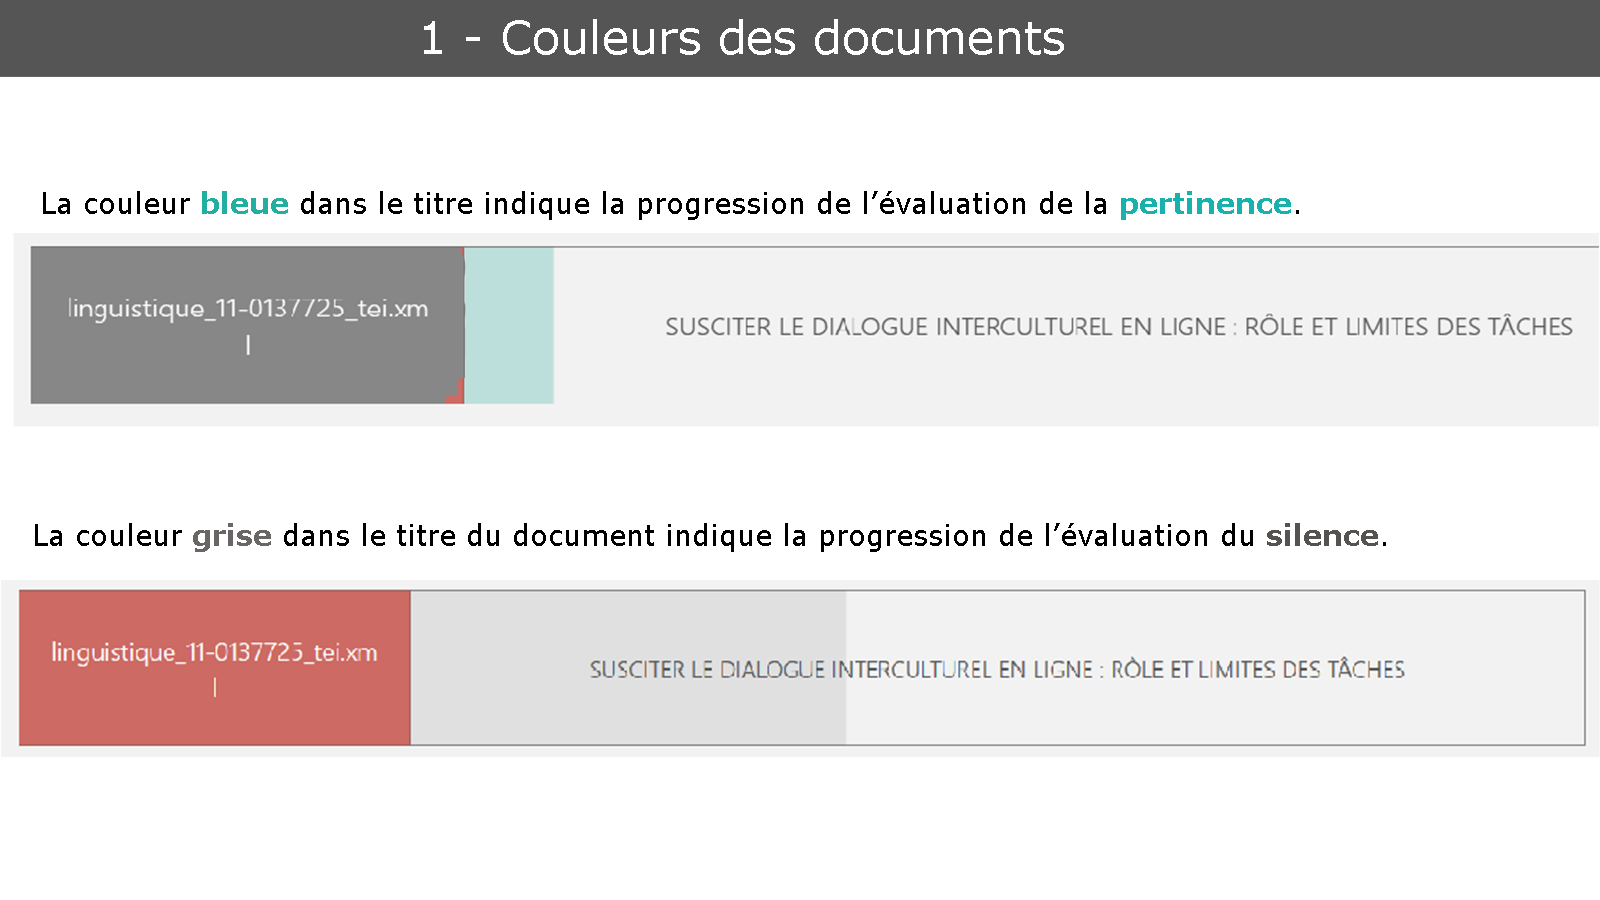 1 - Couleurs des documents
La couleur bleue dans le titre indique la progression de l’évaluation de la pertinence.
linguistique_11-0137725_tei.xm
l
SUSCITER LE DIALOGUE INTERCULTUREL EN LIGNE : RÔLE ET LIMITES DES TÂCHES
La couleur grise dans le titre du document indique la progression de l’évaluation du silence.
linguistique_11-0137725_tei.xm
l
SUSCITER LE DIALOGUE INTERCULTUREL EN LIGNE : RÔLE ET LIMITES DES TÂCHES